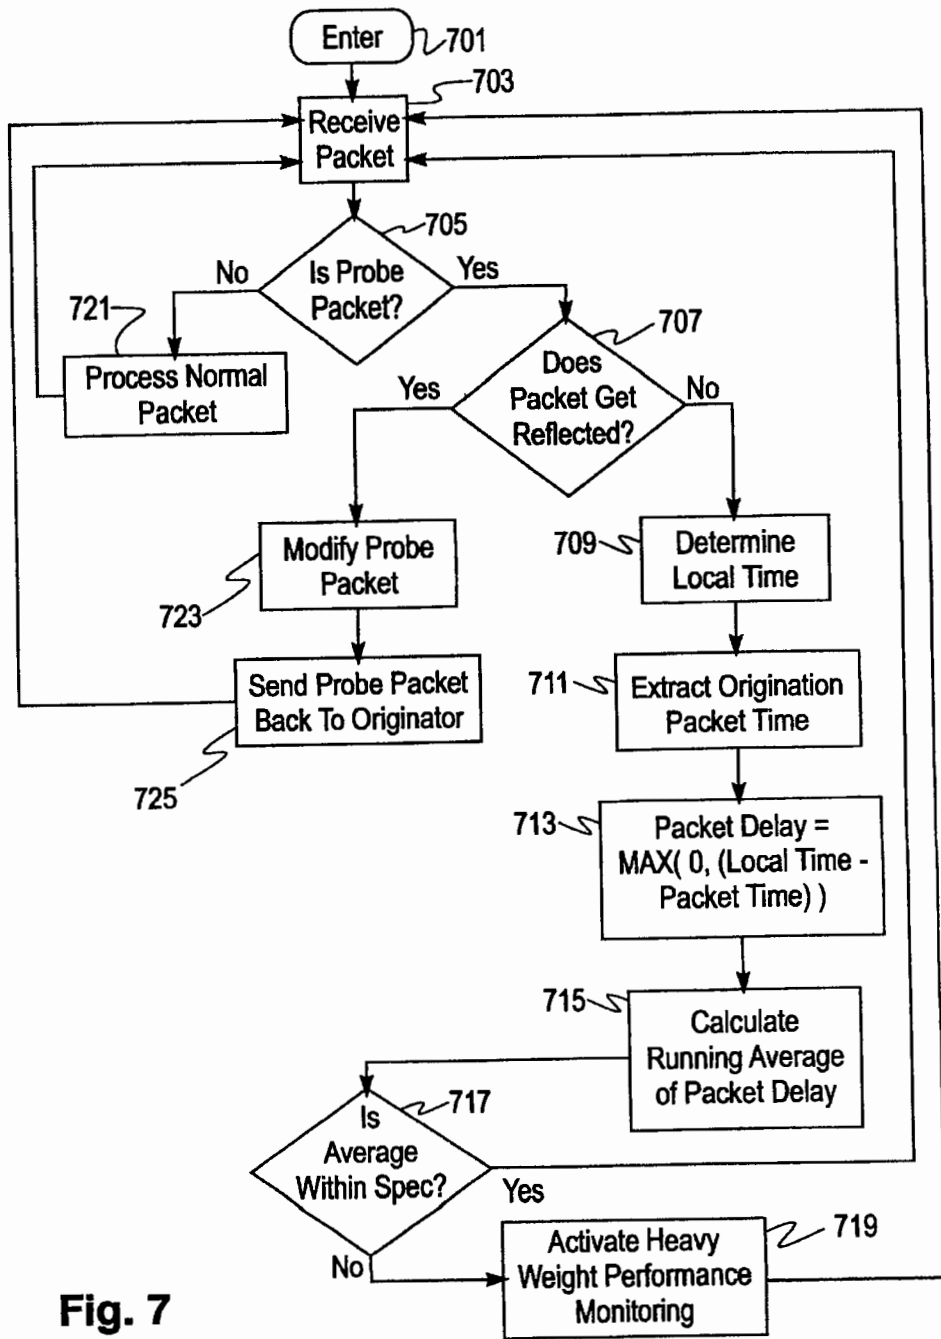 Enter
701
703
Receive
Packet
705
Is Probe
Packet?
No
Yes
721
Process Normal
Packet
707
Does
Packet Get
Reflected?
Yes
No
Modify Probe
Packet
723
709
Determine
Local Time
Send Probe Packet
Back To Originator
725
711
Extract Origination
Packet Time
713
Packet Delay =
MAX( 0, (Local Time -
Packet Time) )
715
Calculate
Running Average
of Packet Delay
717
Is
Average
Within Spec?
Yes
No
719
Activate Heavy
Weight Performance
Monitoring
Fig. 7